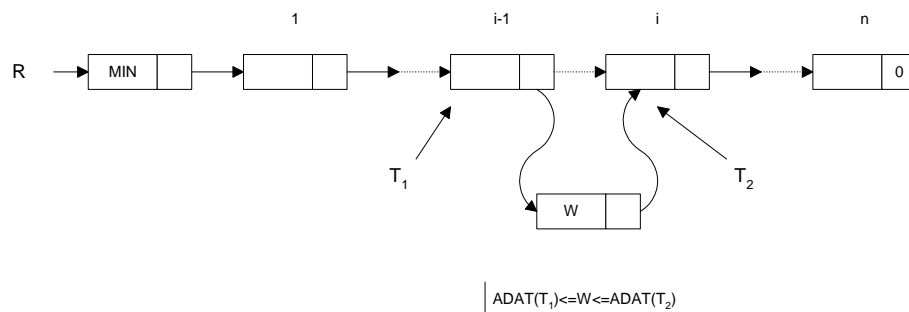 1 i-1 i n
R MIN 0
T₁ T₂
W
ADAT(T₁)<=W<=ADAT(T₂)